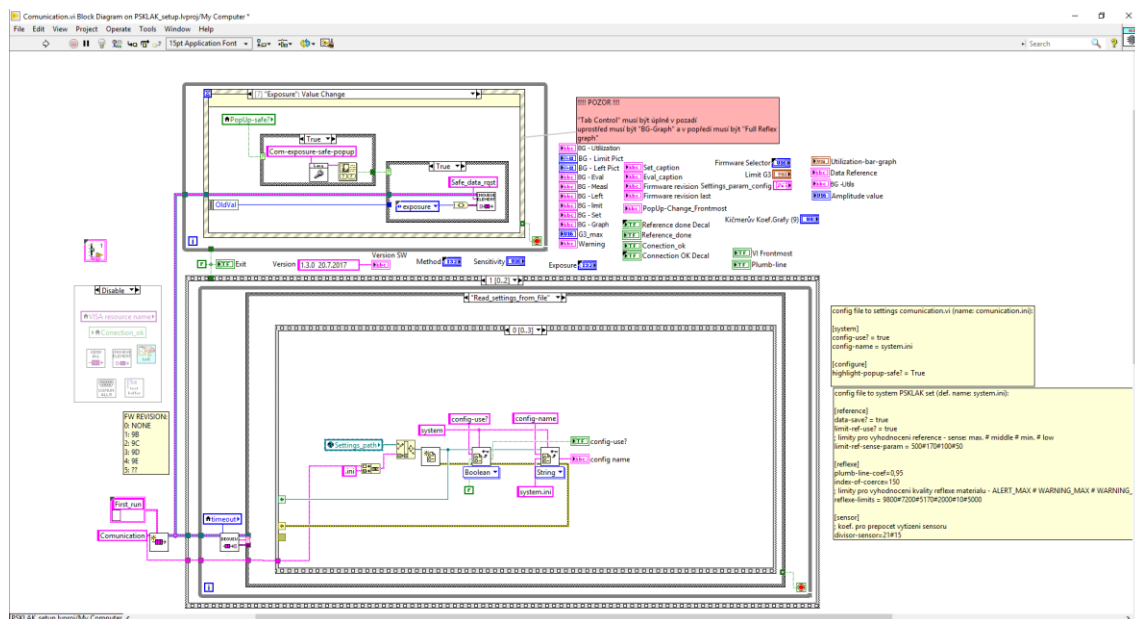 Comunication.vi Block Diagram on PSKLAK_setup.lvproj/My Computer *
File Edit View Project Operate Tools Window Help
15pt Application Font
Search
[7] "Exposure": Value Change
PopUp-safe?
True
Com-exposure-safe-popup
True
Safe_data_rqst
OldVal
exposure
!!!! POZOR !!!
"Tab Control" musí být úplně v pozadí
uprostřed musí být "BG-Graph" a v popředí musí být "Full Reflex
graph"
BG - Utilization
BG - Limit Pict
BG - Left Pict
BG - Eval
BG - Measl
BG - Left
BG - limit
BG - Set
BG - Graph
G3_max
Warning
Set_caption
Eval_caption
Firmware revision
Firmware revision last
PopUp-Change_Frontmost
Reference done Decal
Reference_done
Conection_ok
Connection OK Decal
Firmware Selector
Limit G3
Settings_param_config
Kičmerův Koef.Grafy (9)
VI Frontmost
Plumb-line
Utilization-bar-graph
Data Reference
BG -Utils
Amplitude value
Exit
Version
1.3.0 20.7.2017
Version SW
Method
Sensitivity
Exposure
1 [0..2]
Disable
VISA resource name
Conection_ok
FW REVISION:
0: NONE
1: 9B
2: 9C
3: 9D
4: 9E
5: ??
"Read_settings_from_file"
0 [0..3]
config-use?
config-name
system
Settings_path
.ini
Boolean
String
system.ini
config-use?
config name
First_run
Comunication
timeout
config file to settings comunication.vi (name: comunication.ini):
[system]
config-use? = true
config-name = system.ini
[configure]
highlight-popup-safe? = True
config file to system PSKLAK set (def. name: system.ini):
[reference]
data-save? = true
limit-ref-use? = true
; limity pro vyhodnoceni reference - sense: max. # middle # min. # low
limit-ref-sense-param = 500#170#100#50
[reflexe]
plumb-line-coef=0,95
index-of-coerce=150
; limity pro vyhodnoceni kvality reflexe materialu - ALERT_MAX # WARNING_MAX # WARNING_
reflexe-limits = 9800#7200#5170#2000#10#5000
[sensor]
; koef. pro prepocet vytizeni sensoru
divisor-sensor=21#15
PSKLAK_setup.lvproj/My Computer